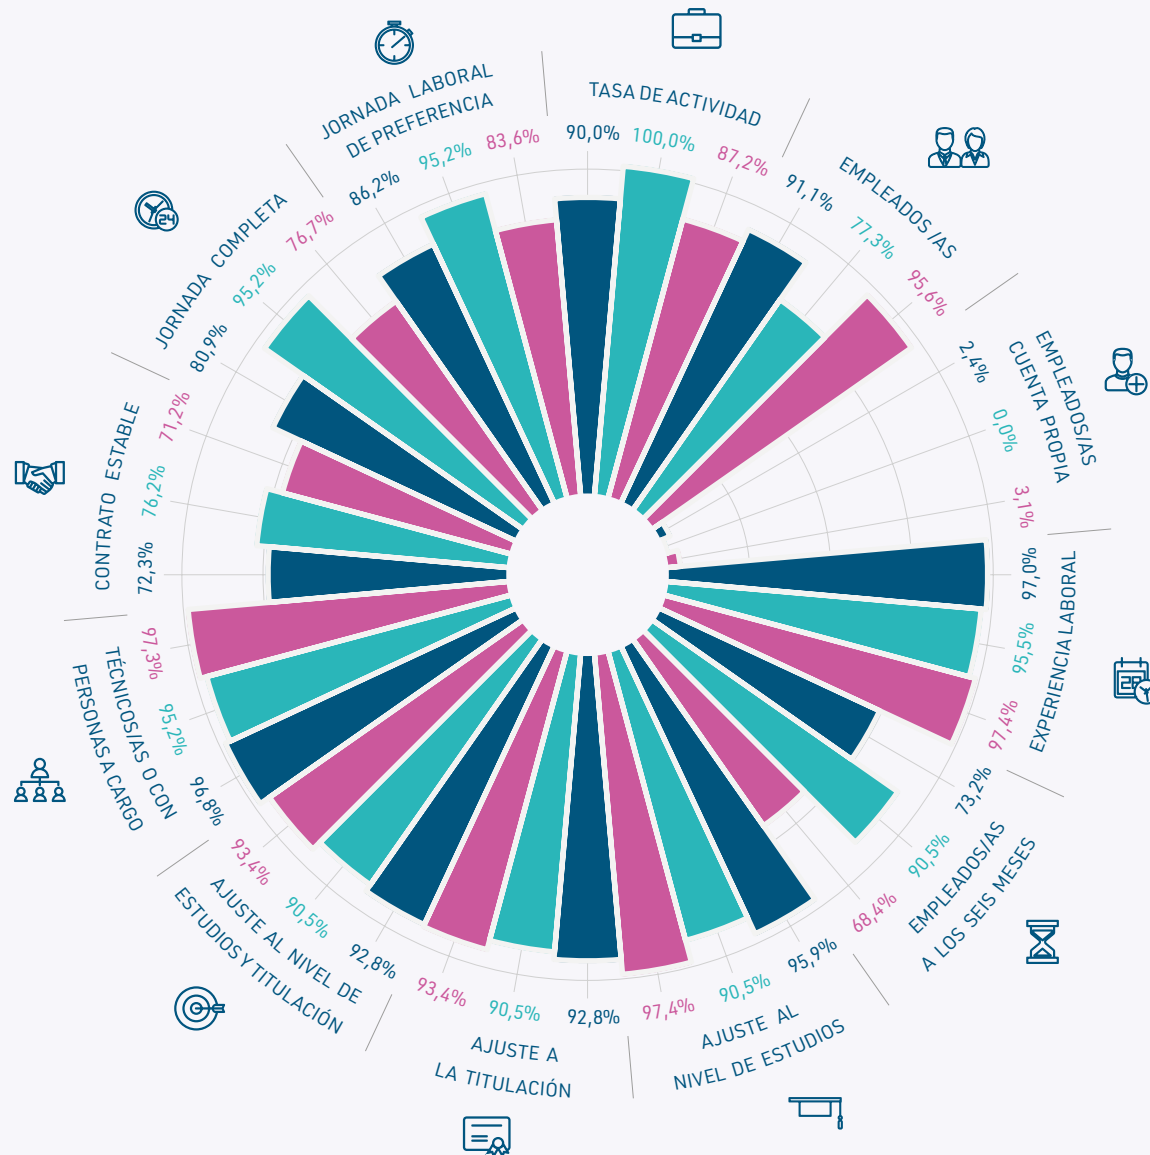 TASA DE ACTIVIDAD
90,0%
100,0%
87,2%
EMPLEADOS /AS
91,1%
77,3%
95,6%
EMPLEADOS/AS
CUENTA PROPIA
2,4%
0,0%
3,1%
EXPERIENCIA LABORAL
97,0%
95,5%
97,4%
EMPLEADOS/AS
A LOS SEIS MESES
73,2%
90,5%
68,4%
AJUSTE AL
NIVEL DE ESTUDIOS
95,9%
90,5%
97,4%
AJUSTE A
LA TITULACIÓN
92,8%
90,5%
93,4%
AJUSTE AL NIVEL DE
ESTUDIOS Y TITULACIÓN
92,8%
90,5%
93,4%
TÉCNICOS/AS O CON
PERSONAS A CARGO
96,8%
95,2%
97,3%
CONTRATO ESTABLE
72,3%
76,2%
71,2%
JORNADA COMPLETA
80,9%
95,2%
76,7%
24
JORNADA LABORAL
DE PREFERENCIA
86,2%
95,2%
83,6%